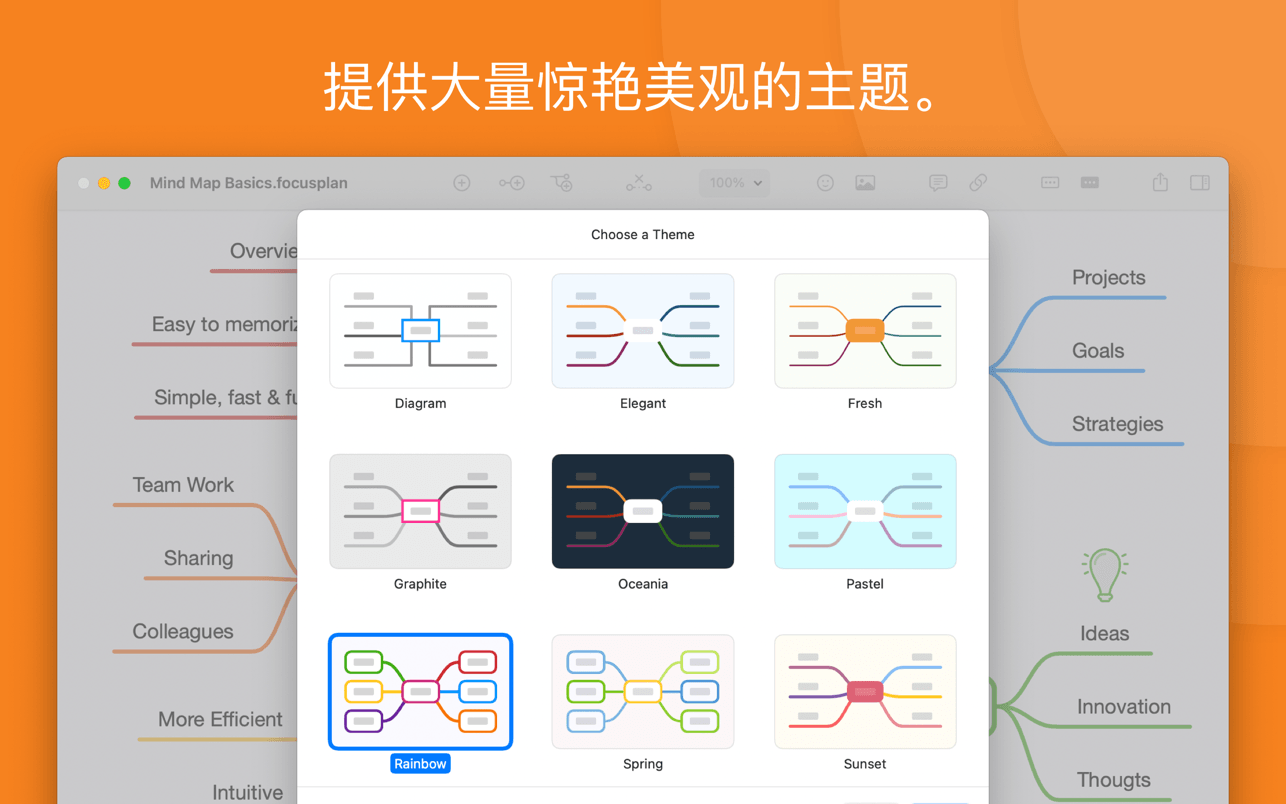 提供大量惊艳美观的主题。
Mind Map Basics.focusplan
100%
Choose a Theme
Overvie
Easy to memoriz
Simple, fast & fu
Team Work
Sharing
Colleagues
More Efficient
Intuitive
Diagram
Elegant
Fresh
Graphite
Oceania
Pastel
Rainbow
Spring
Sunset
Projects
Goals
Strategies
Ideas
Innovation
Thougts